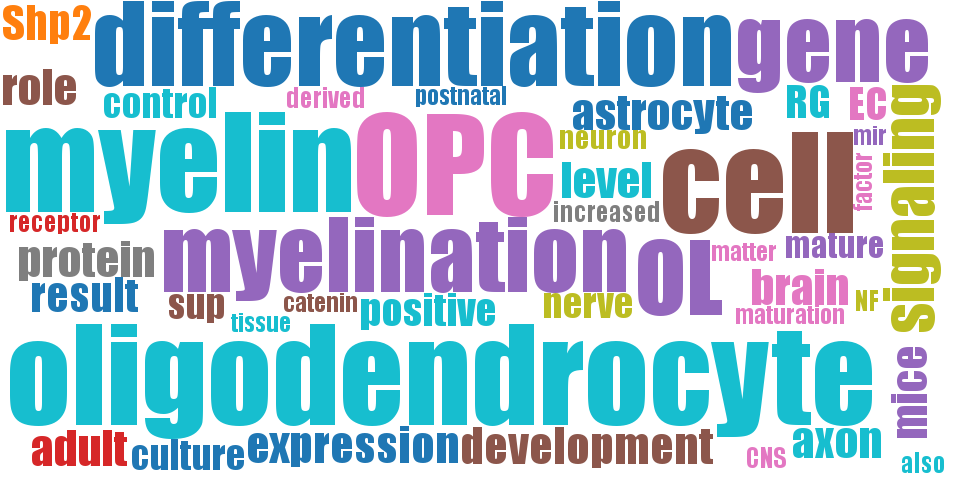 Shp2
differentiation
gene
role
control
derived
postnatal
astrocyte
RG
EC
signaling
myelin
OPC
neuron
cell
mir
factor
level
increased
receptor
protein
myelination
OL
matter
mature
result
sup
catenin
positive
nerve
brain
NF
tissue
maturation
oligodendrocyte
mice
adult
culture
expression
development
CNS
axon
also